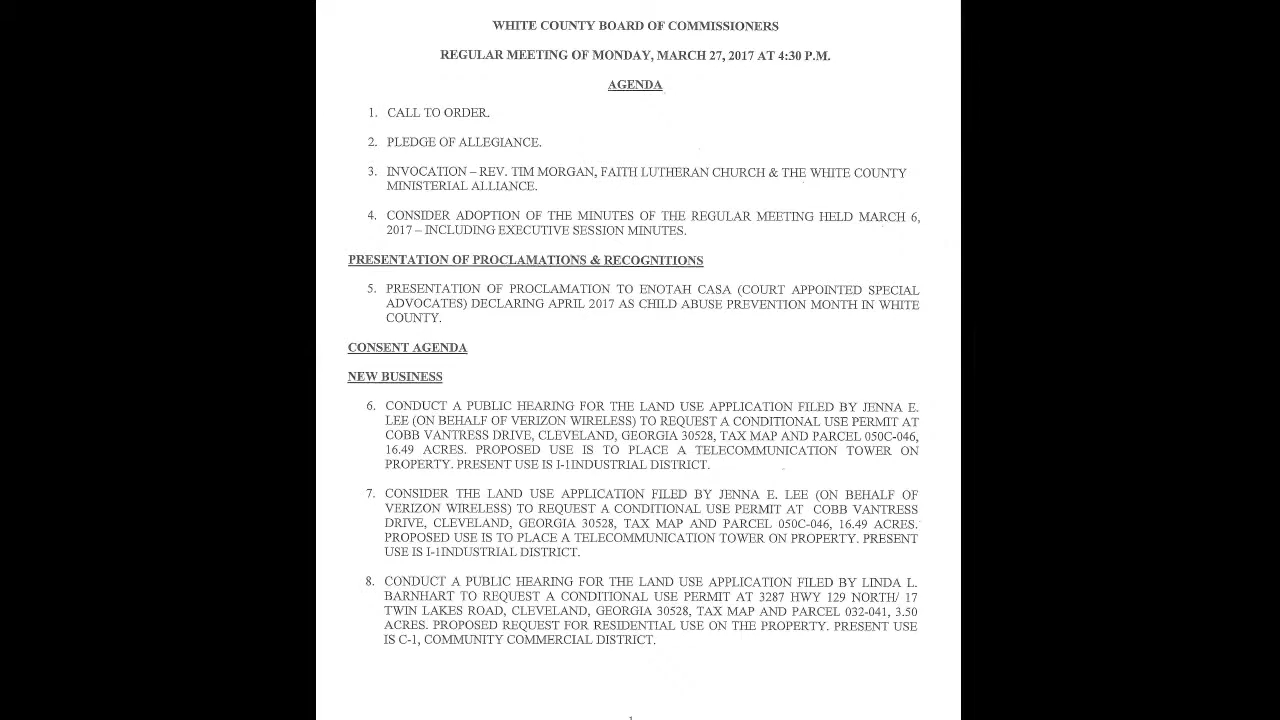 WHITE COUNTY BOARD OF COMMISSIONERS
REGULAR MEETING OF MONDAY, MARCH 27, 2017 AT 4:30 P.M.
AGENDA
1. CALL TO ORDER.
2. PLEDGE OF ALLEGIANCE.
3. INVOCATION – REV. TIM MORGAN, FAITH LUTHERAN CHURCH & THE WHITE COUNTY
MINISTERIAL ALLIANCE.
4. CONSIDER ADOPTION OF THE MINUTES OF THE REGULAR MEETING HELD MARCH 6,
2017 – INCLUDING EXECUTIVE SESSION MINUTES.
PRESENTATION OF PROCLAMATIONS & RECOGNITIONS
5. PRESENTATION OF PROCLAMATION TO ENOTAH CASA (COURT APPOINTED SPECIAL
ADVOCATES) DECLARING APRIL 2017 AS CHILD ABUSE PREVENTION MONTH IN WHITE
COUNTY.
CONSENT AGENDA
NEW BUSINESS
6. CONDUCT A PUBLIC HEARING FOR THE LAND USE APPLICATION FILED BY JENNA E.
LEE (ON BEHALF OF VERIZON WIRELESS) TO REQUEST A CONDITIONAL USE PERMIT AT
COBB VANTRESS DRIVE, CLEVELAND, GEORGIA 30528, TAX MAP AND PARCEL 050C-046,
16.49 ACRES. PROPOSED USE IS TO PLACE A TELECOMMUNICATION TOWER ON
PROPERTY. PRESENT USE IS I-1INDUSTRIAL DISTRICT.
7. CONSIDER THE LAND USE APPLICATION FILED BY JENNA E. LEE (ON BEHALF OF
VERIZON WIRELESS) TO REQUEST A CONDITIONAL USE PERMIT AT COBB VANTRESS
DRIVE, CLEVELAND, GEORGIA 30528, TAX MAP AND PARCEL 050C-046, 16.49 ACRES.
PROPOSED USE IS TO PLACE A TELECOMMUNICATION TOWER ON PROPERTY. PRESENT
USE IS I-1INDUSTRIAL DISTRICT.
8. CONDUCT A PUBLIC HEARING FOR THE LAND USE APPLICATION FILED BY LINDA L.
BARNHART TO REQUEST A CONDITIONAL USE PERMIT AT 3287 HWY 129 NORTH/ 17
TWIN LAKES ROAD, CLEVELAND, GEORGIA 30528, TAX MAP AND PARCEL 032-041, 3.50
ACRES. PROPOSED REQUEST FOR RESIDENTIAL USE ON THE PROPERTY. PRESENT USE
IS C-1, COMMUNITY COMMERCIAL DISTRICT.